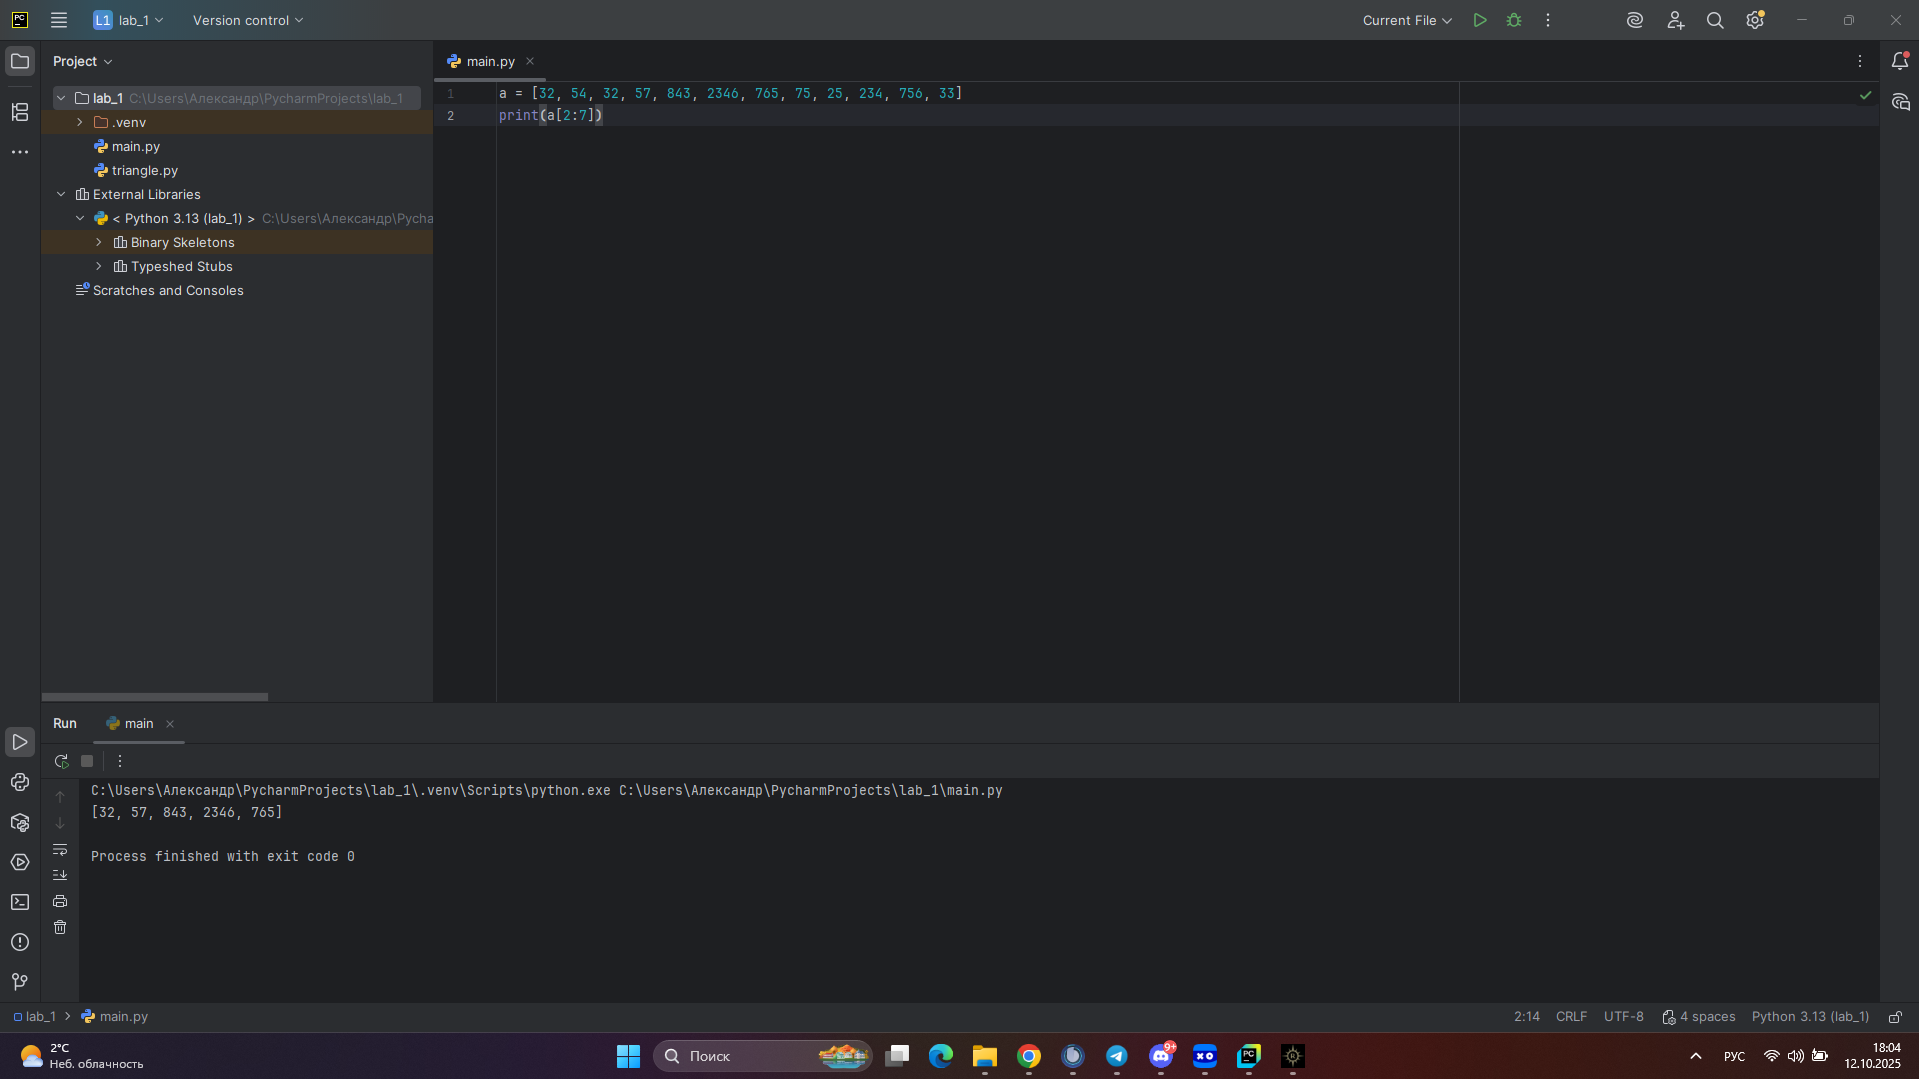 PC
L1 lab_1
Version control
Current File
Project
main.py
lab_1 C:\Users\Александр\PycharmProjects\lab_1
.venv
main.py
triangle.py
External Libraries
< Python 3.13 (lab_1) > C:\Users\Александр\Pycha
Binary Skeletons
Typeshed Stubs
Scratches and Consoles
1 a = [32, 54, 32, 57, 843, 2346, 765, 75, 25, 234, 756, 33]
2 print(a[2:7])
Run main
C:\Users\Александр\PycharmProjects\lab_1\.venv\Scripts\python.exe C:\Users\Александр\PycharmProjects\lab_1\main.py
[32, 57, 843, 2346, 765]
Process finished with exit code 0
lab_1 > main.py
2:14 CRLF UTF-8 4 spaces Python 3.13 (lab_1)
2°C
Неб. облачность
Поиск
9+
XO
PC
РУС
18:04
12.10.2025